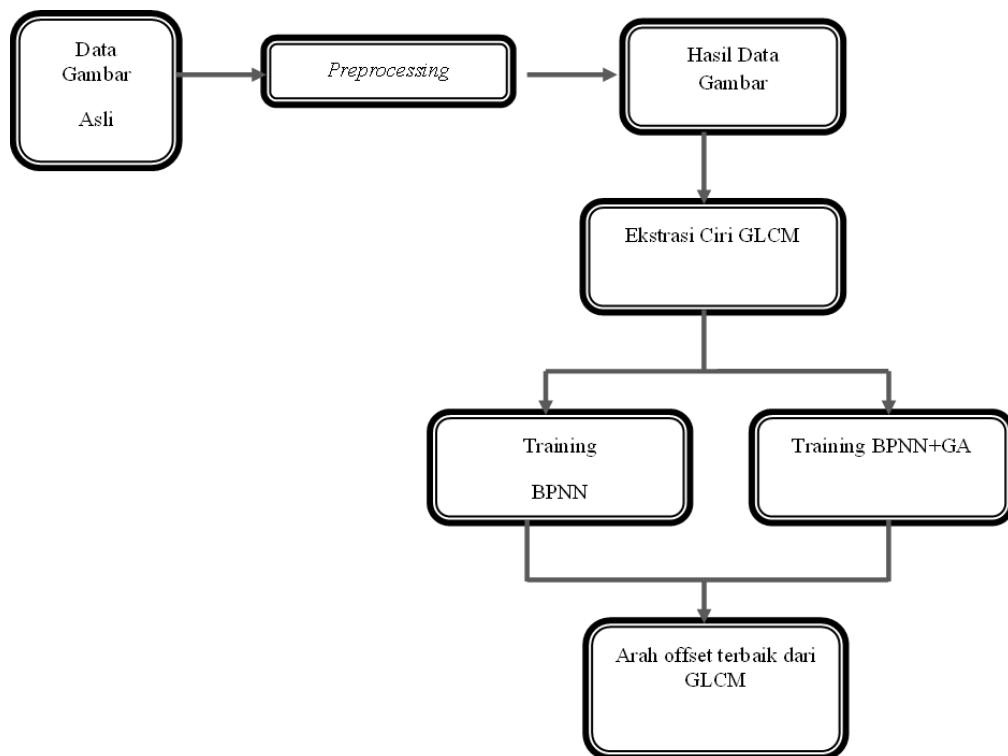 Data
Gambar
Asli
Preprocessing
Hasil Data
Gambar
Ekstrasi Ciri GLCM
Training
BPNN
Training BPNN+GA
Arah offset terbaik dari
GLCM